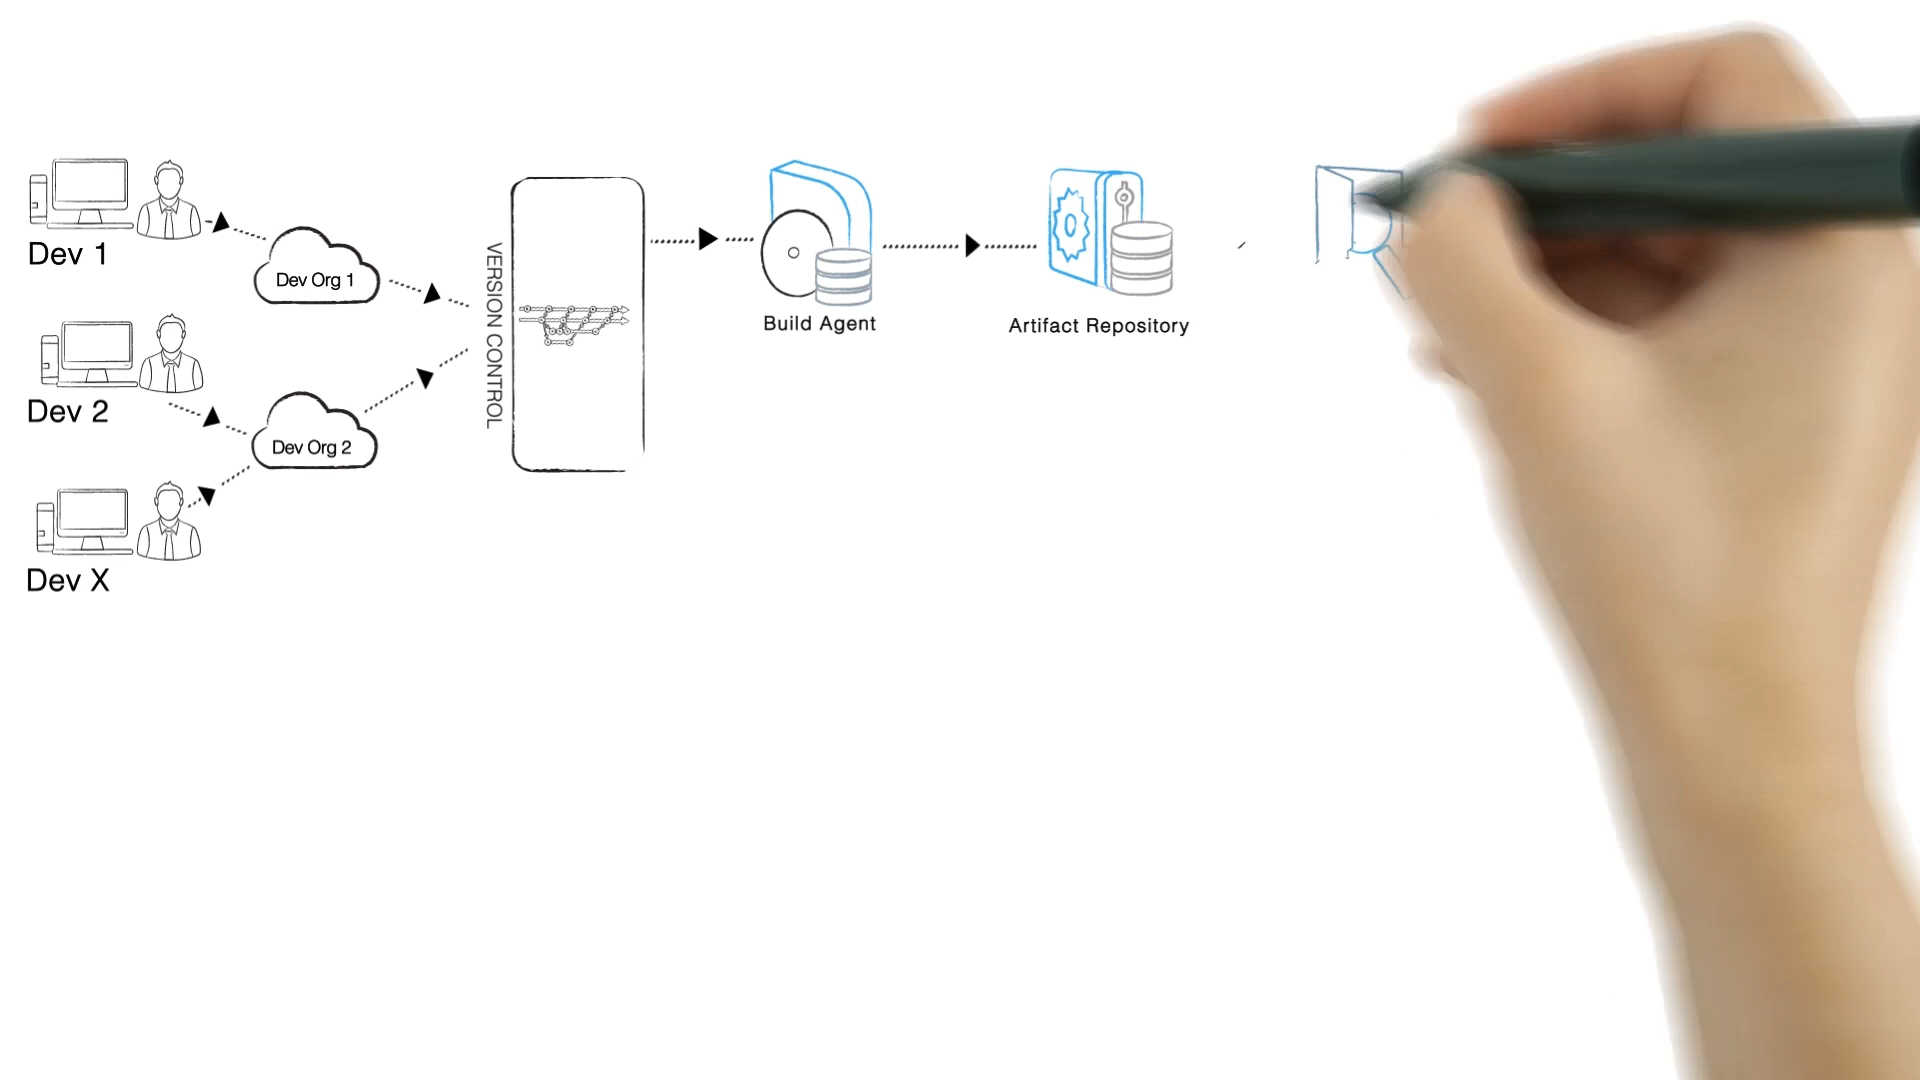 Dev 1
Dev Org 1
Dev 2
Dev Org 2
Dev X
VERSION CONTROL
Build Agent
Artifact Repository